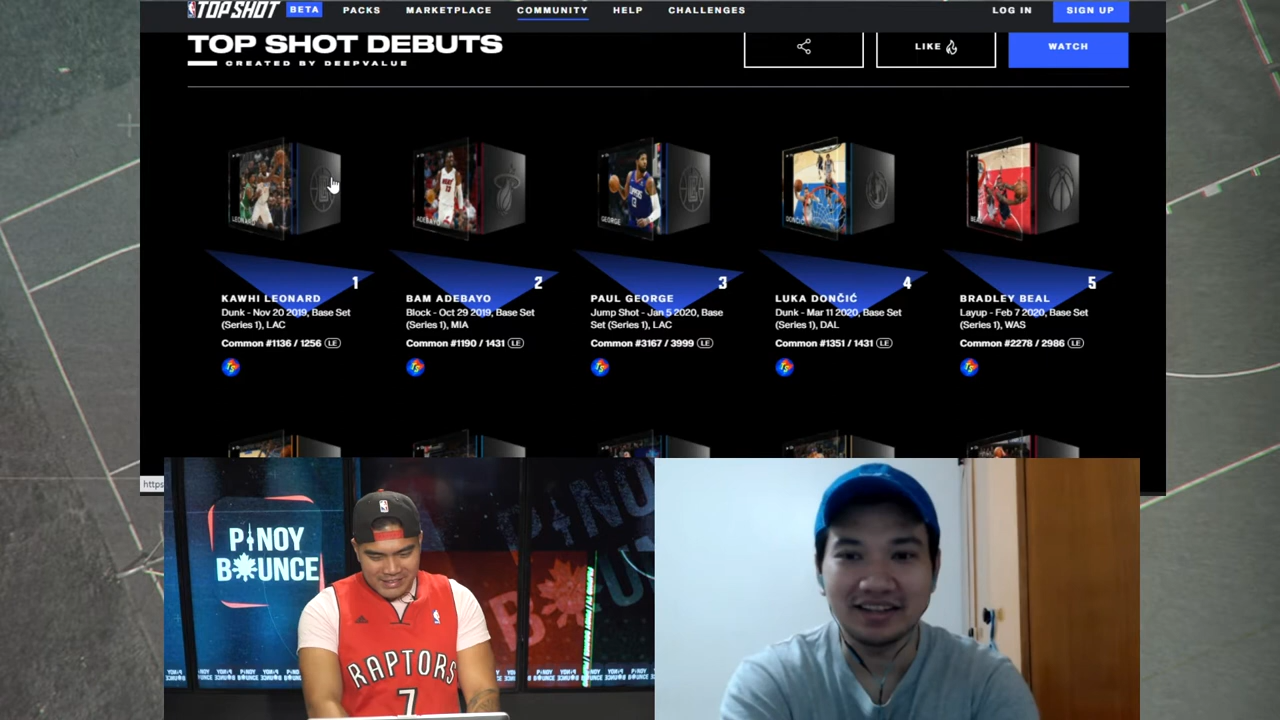 TOP SHOT BETA PACKS MARKETPLACE COMMUNITY HELP CHALLENGES LOG IN SIGN UP
TOP SHOT DEBUTS
CREATED BY DEEPVALUE
LIKE
WATCH
ADEBAYO
GEORGE
1
KAWHI LEONARD
Dunk - Nov 20 2019, Base Set
(Series 1), LAC
Common #1136 / 1256 LE
2
BAM ADEBAYO
Block - Oct 29 2019, Base Set
(Series 1), MIA
Common #1190 / 1431 LE
3
PAUL GEORGE
Jump Shot - Jan 5 2020, Base
Set (Series 1), LAC
Common #3167 / 3999 LE
4
LUKA DONČIĆ
Dunk - Mar 11 2020, Base Set
(Series 1), DAL
Common #1351 / 1431 LE
5
BRADLEY BEAL
Layup - Feb 7 2020, Base Set
(Series 1), WAS
Common #2278 / 2986 LE
https
PINOY
BOUNCE
RAPTORS
7